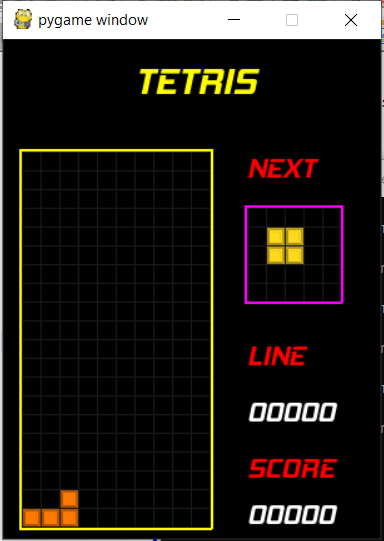 pygame window
TETRIS
NEXT
LINE
00000
SCORE
00000